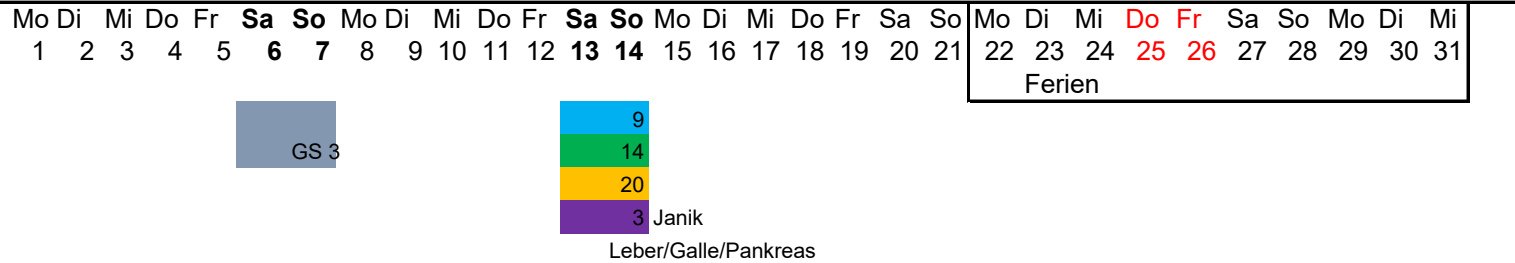 Mo Di Mi Do Fr Sa So Mo Di Mi Do Fr Sa So Mo Di Mi Do Fr Sa So Mo Di Mi Do Fr Sa So Mo Di Mi
1 2 3 4 5 6 7 8 9 10 11 12 13 14 15 16 17 18 19 20 21 22 23 24 25 26 27 28 29 30 31
Ferien
9
GS 3 14
20
3 Janik
Leber/Galle/Pankreas